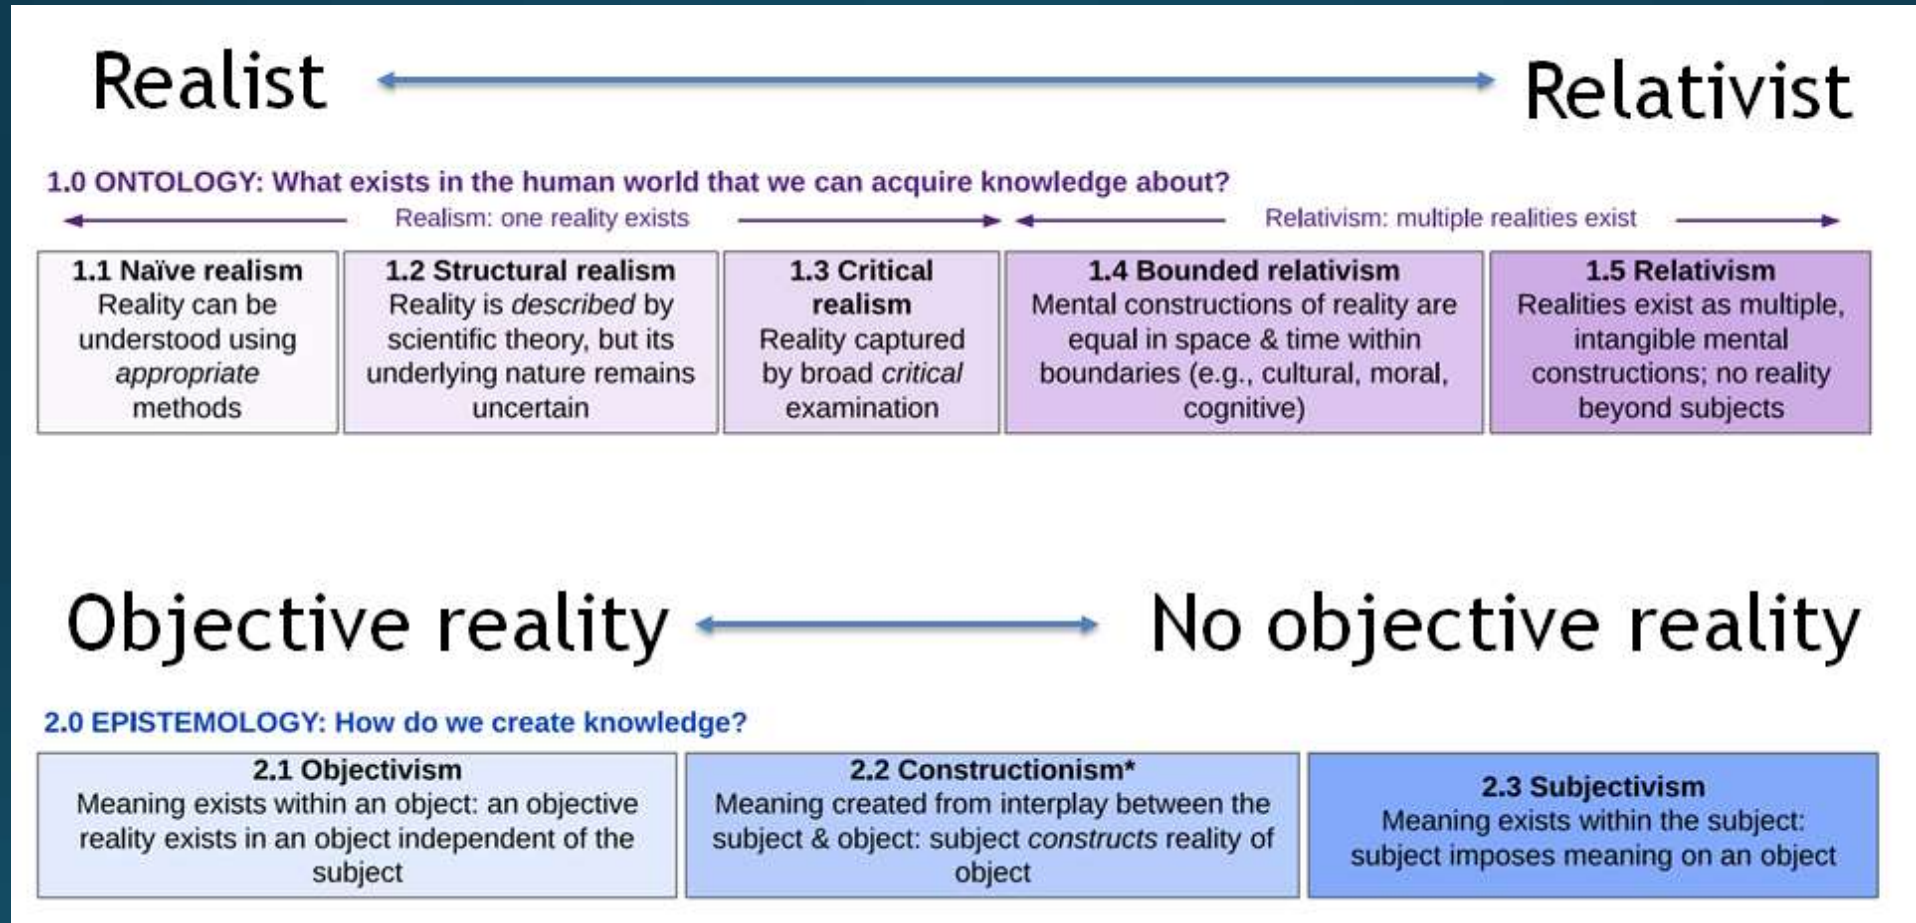 Realist
Relativist
1.0 ONTOLOGY: What exists in the human world that we can acquire knowledge about?
Realism: one reality exists
Relativism: multiple realities exist
1.1 Naïve realism
Reality can be
understood using
appropriate
methods
1.2 Structural realism
Reality is described by
scientific theory, but its
underlying nature remains
uncertain
1.3 Critical
realism
Reality captured
by broad critical
examination
1.4 Bounded relativism
Mental constructions of reality are
equal in space & time within
boundaries (e.g., cultural, moral,
cognitive)
1.5 Relativism
Realities exist as multiple,
intangible mental
constructions; no reality
beyond subjects
Objective reality
No objective reality
2.0 EPISTEMOLOGY: How do we create knowledge?
2.1 Objectivism
Meaning exists within an object: an objective
reality exists in an object independent of the
subject
2.2 Constructionism*
Meaning created from interplay between the
subject & object: subject constructs reality of
object
2.3 Subjectivism
Meaning exists within the subject:
subject imposes meaning on an object